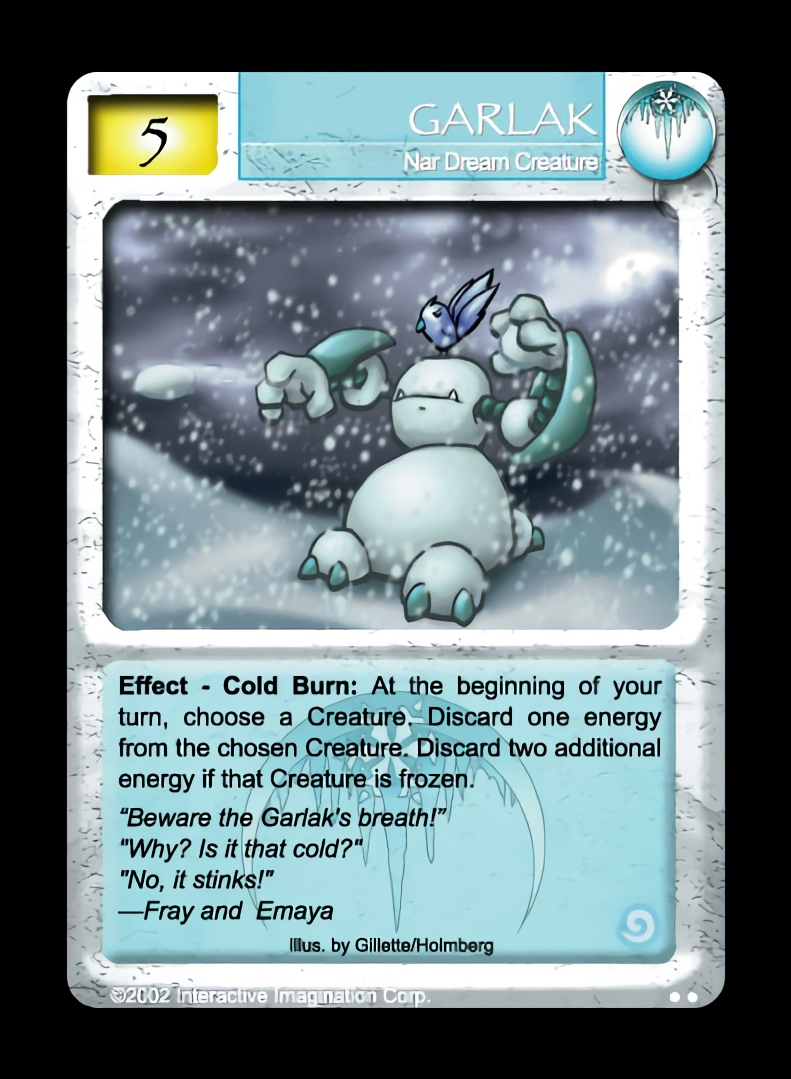 5
GARLAK
Nar Dream Creature
Effect - Cold Burn: At the beginning of your
turn, choose a Creature. Discard one energy
from the chosen Creature. Discard two additional
energy if that Creature is frozen.
“Beware the Garlak's breath!”
"Why? Is it that cold?"
"No, it stinks!"
—Fray and Emaya
Illus. by Gillette/Holmberg
©2002 Interactive Imagination Corp.